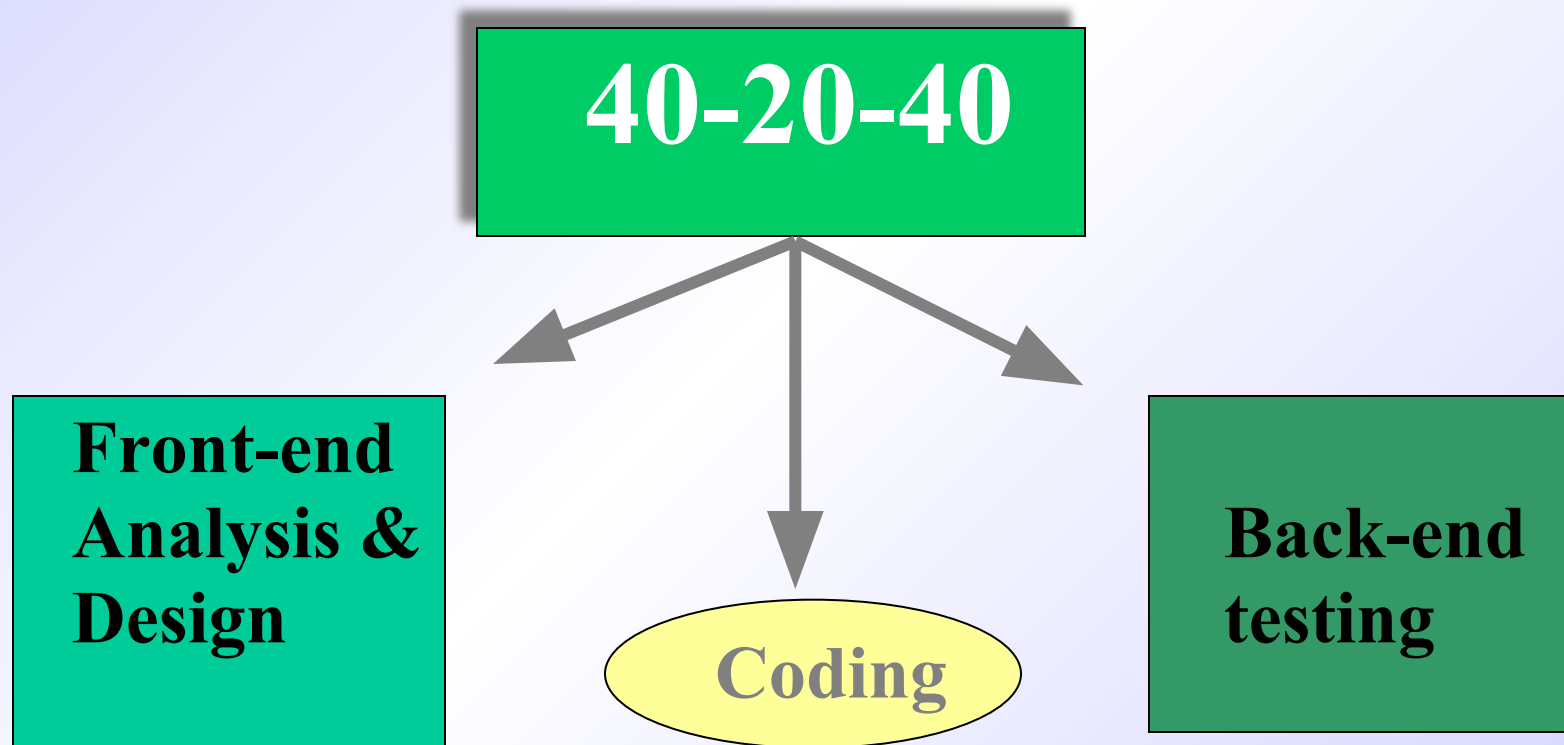 40-20-40
Front-end
Analysis &
Design
Coding
Back-end
testing